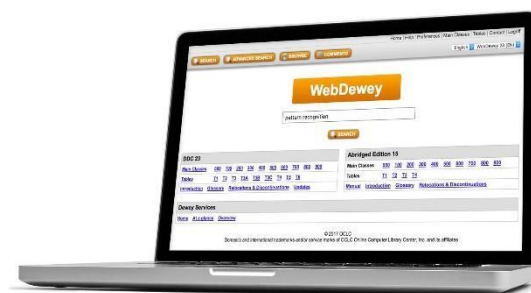 Home | Help | Preferences | Main Classes | Tables | Contact | Logoff
SEARCH ADVANCED SEARCH BROWSE COMMENTS
English WebDewey 23 (En)
WebDewey
pattern recognition
SEARCH
DDC 23
Main Classes 000 100 200 300 400 500 600 700 800 900
Tables T1 T2 T3 T3A T3B T3C T4 T5 T6
Introduction Glossary Relocations & Discontinuations Updates
Abridged Edition 15
Main Classes 000 100 200 300 400 500 600 700 800 900
Tables T1 T2 T3 T4
Manual Introduction Glossary Relocations & Discontinuations
Dewey Services
Home At a glance Overview
© 2017 OCLC
Domestic and international trademarks and/or service marks of OCLC Online Computer Library Center, Inc. and its affiliates